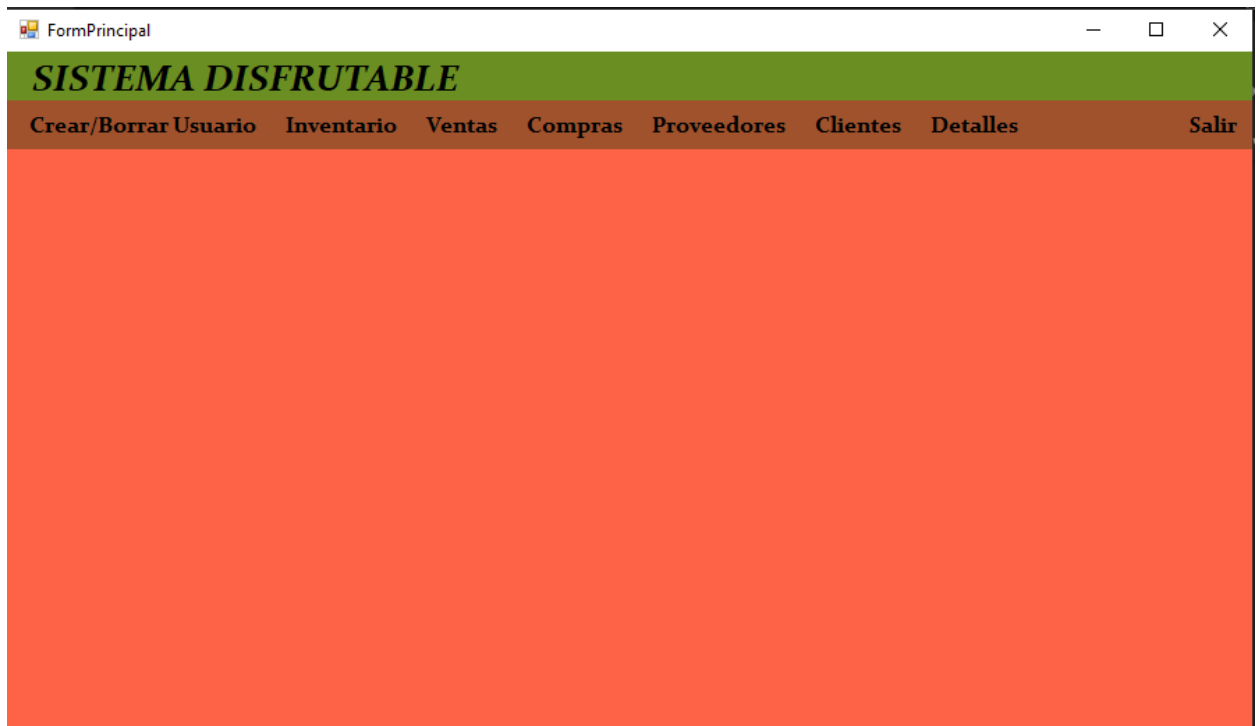 FormPrincipal
SISTEMA DISFRUTABLE
Crear/Borrar Usuario Inventario Ventas Compras Proveedores Clientes Detalles Salir